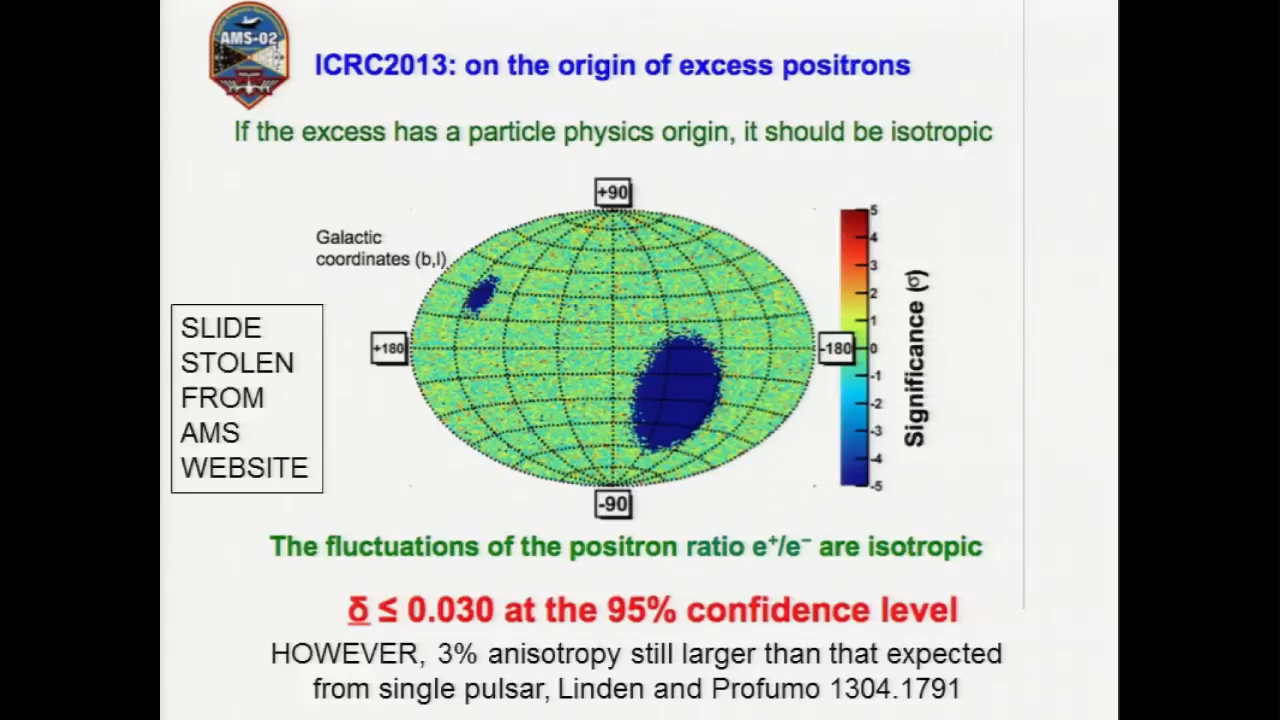 AMS-02
ICRC2013: on the origin of excess positrons
If the excess has a particle physics origin, it should be isotropic
+90
Galactic
coordinates (b,l)
+180
-180
-90
5
4
3
2
1
0
-1
-2
-3
-4
-5
Significance (σ)
SLIDE
STOLEN
FROM
AMS
WEBSITE
The fluctuations of the positron ratio e⁺/e⁻ are isotropic
δ ≤ 0.030 at the 95% confidence level
HOWEVER, 3% anisotropy still larger than that expected
from single pulsar, Linden and Profumo 1304.1791